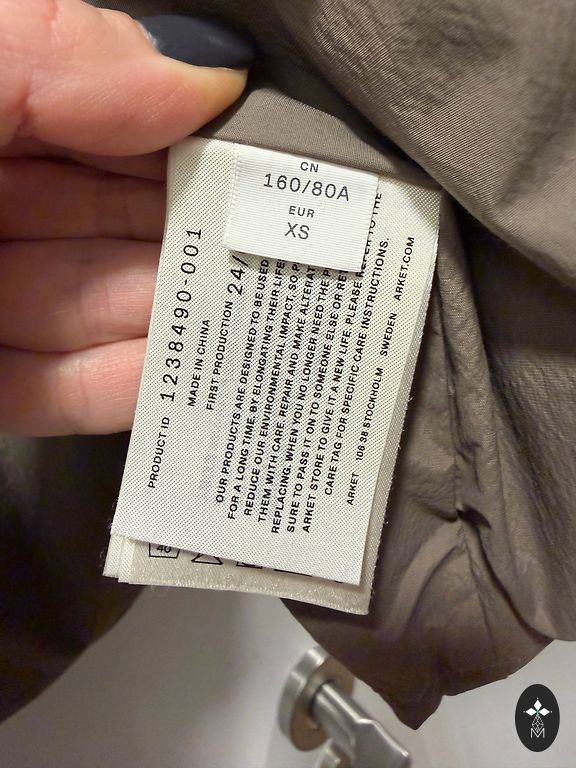 CN
160/80A
EUR
XS
PRODUCT ID 1238490-001
MADE IN CHINA
FIRST PRODUCTION 24/
OUR PRODUCTS ARE DESIGNED TO BE USED
FOR A LONG TIME. BY ELONGATING THEIR LIFE
REDUCE OUR ENVIRONMENTAL IMPACT, SO
THEM WITH CARE, REPAIR AND MAKE ALTERAT
REPLACING. WHEN YOU NO LONGER NEED THE
SURE TO PASS IT ON TO SOMEONE ELSE OR RET
ARKET STORE TO GIVE IT A NEW LIFE. PLEASE REFER TO THE
CARE TAG FOR SPECIFIC CARE INSTRUCTIONS.
ARKET 106 38 STOCKHOLM SWEDEN ARKET.COM
40
M